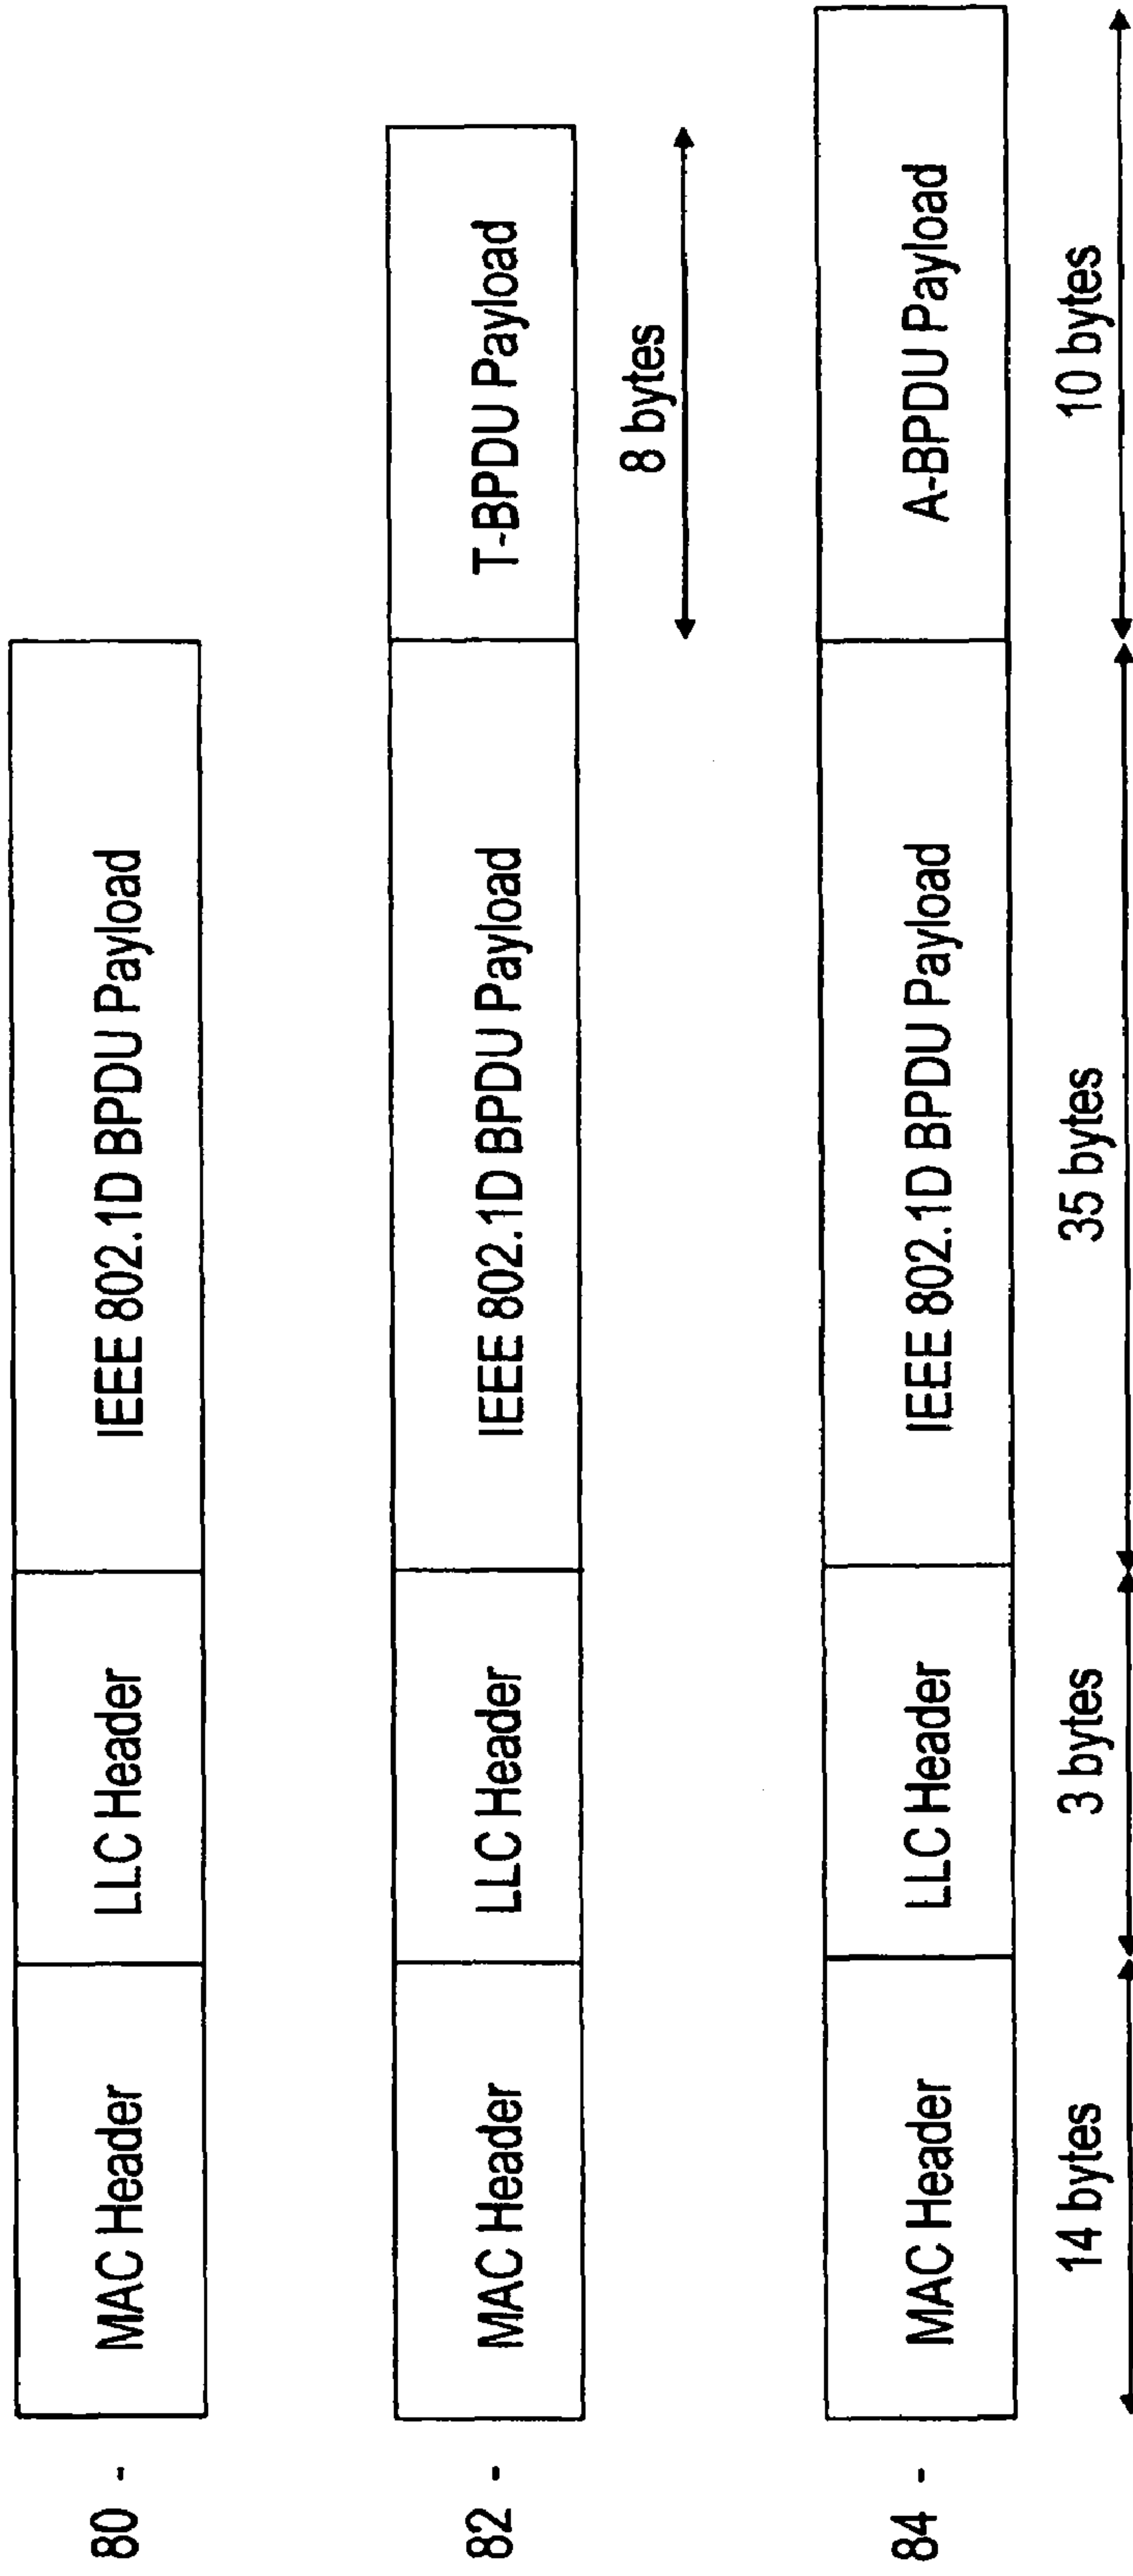 80 -
MAC Header
LLC Header
IEEE 802.1D BPDU Payload
82 -
MAC Header
LLC Header
IEEE 802.1D BPDU Payload
T-BPDU Payload
8 bytes
84 -
MAC Header
LLC Header
IEEE 802.1D BPDU Payload
A-BPDU Payload
14 bytes
3 bytes
35 bytes
10 bytes